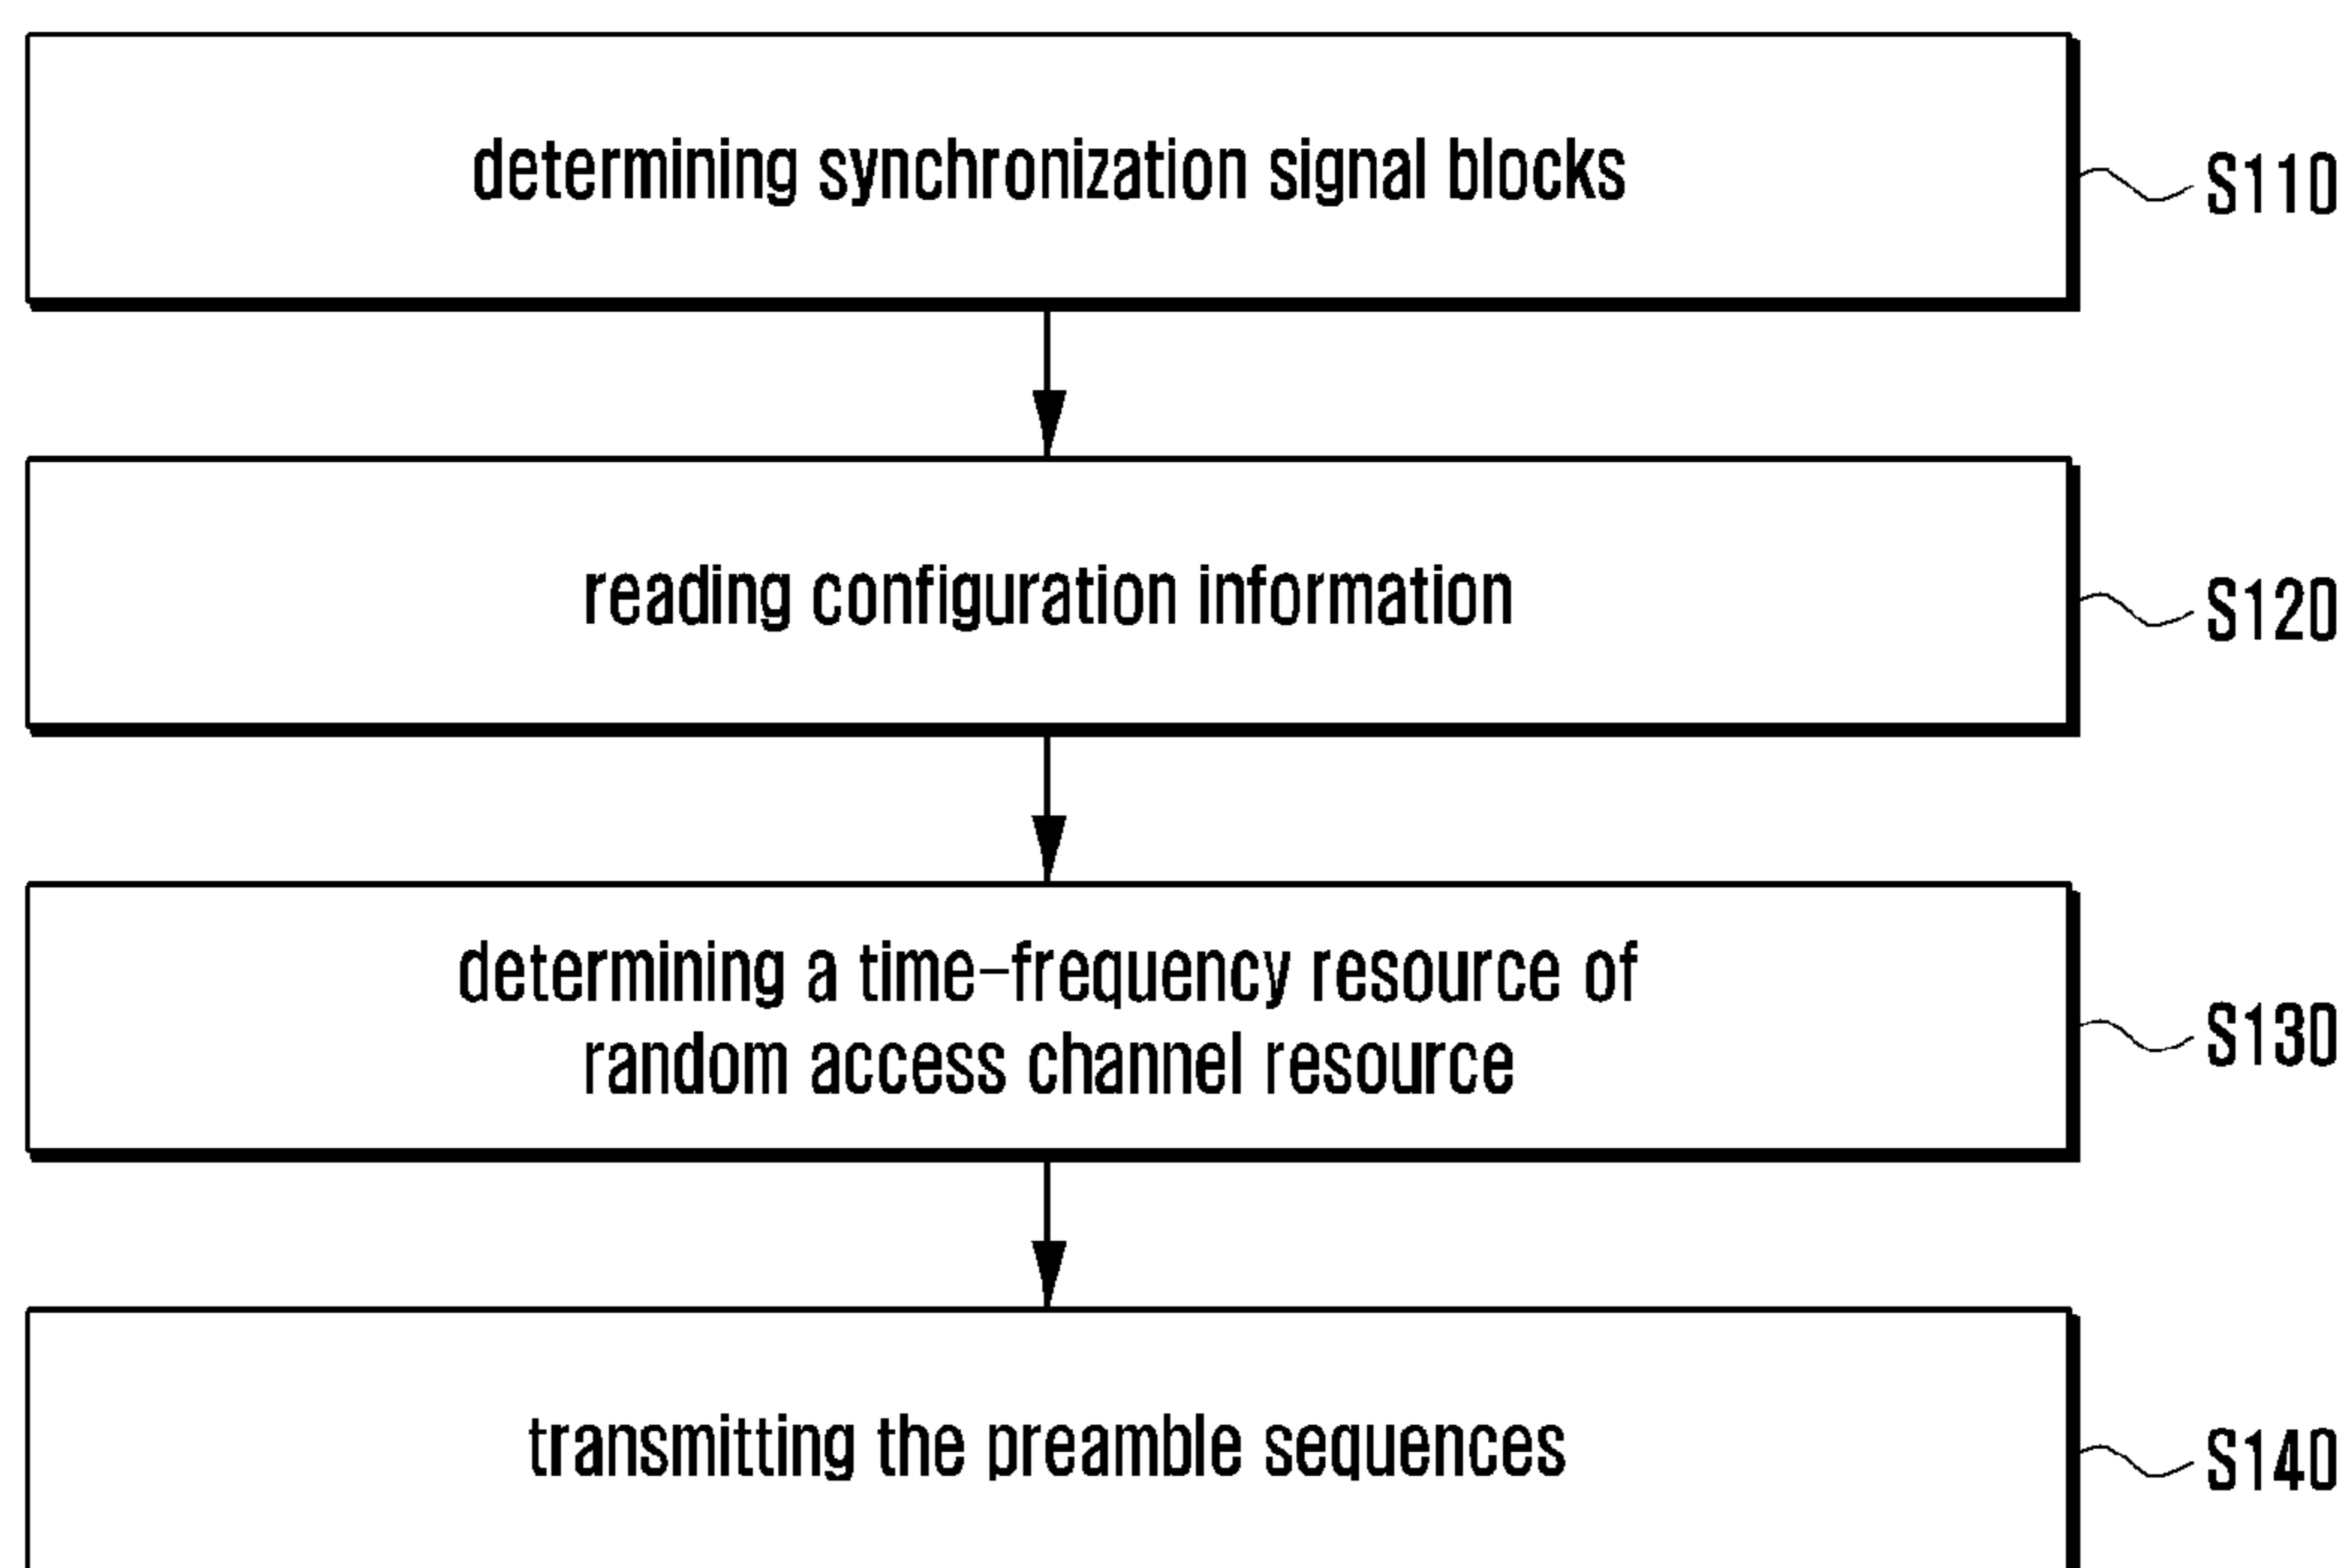 determining synchronization signal blocks
S110
reading configuration information
S120
determining a time-frequency resource of
random access channel resource
S130
transmitting the preamble sequences
S140